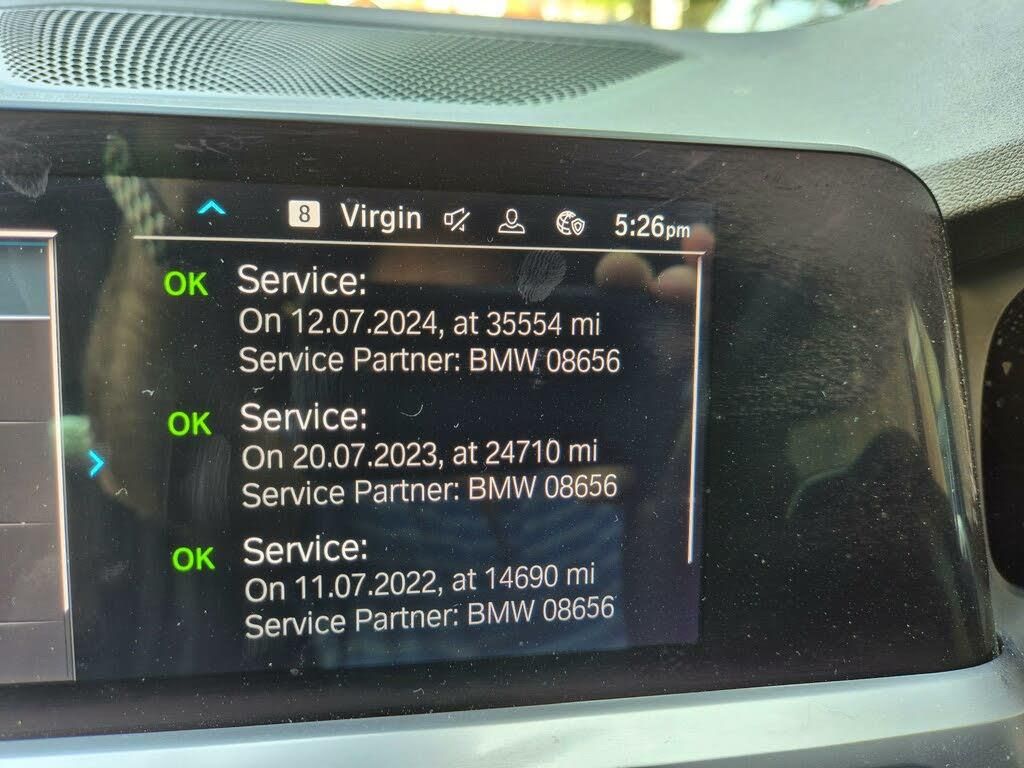 8 Virgin 5:26pm
OK Service:
On 12.07.2024, at 35554 mi
Service Partner: BMW 08656
OK Service:
On 20.07.2023, at 24710 mi
Service Partner: BMW 08656
OK Service:
On 11.07.2022, at 14690 mi
Service Partner: BMW 08656